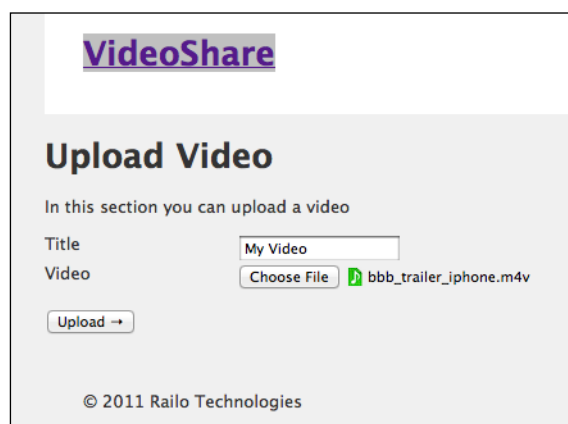 VideoShare
Upload Video
In this section you can upload a video
Title My Video
Video Choose File bbb_trailer_iphone.m4v
Upload →
© 2011 Railo Technologies